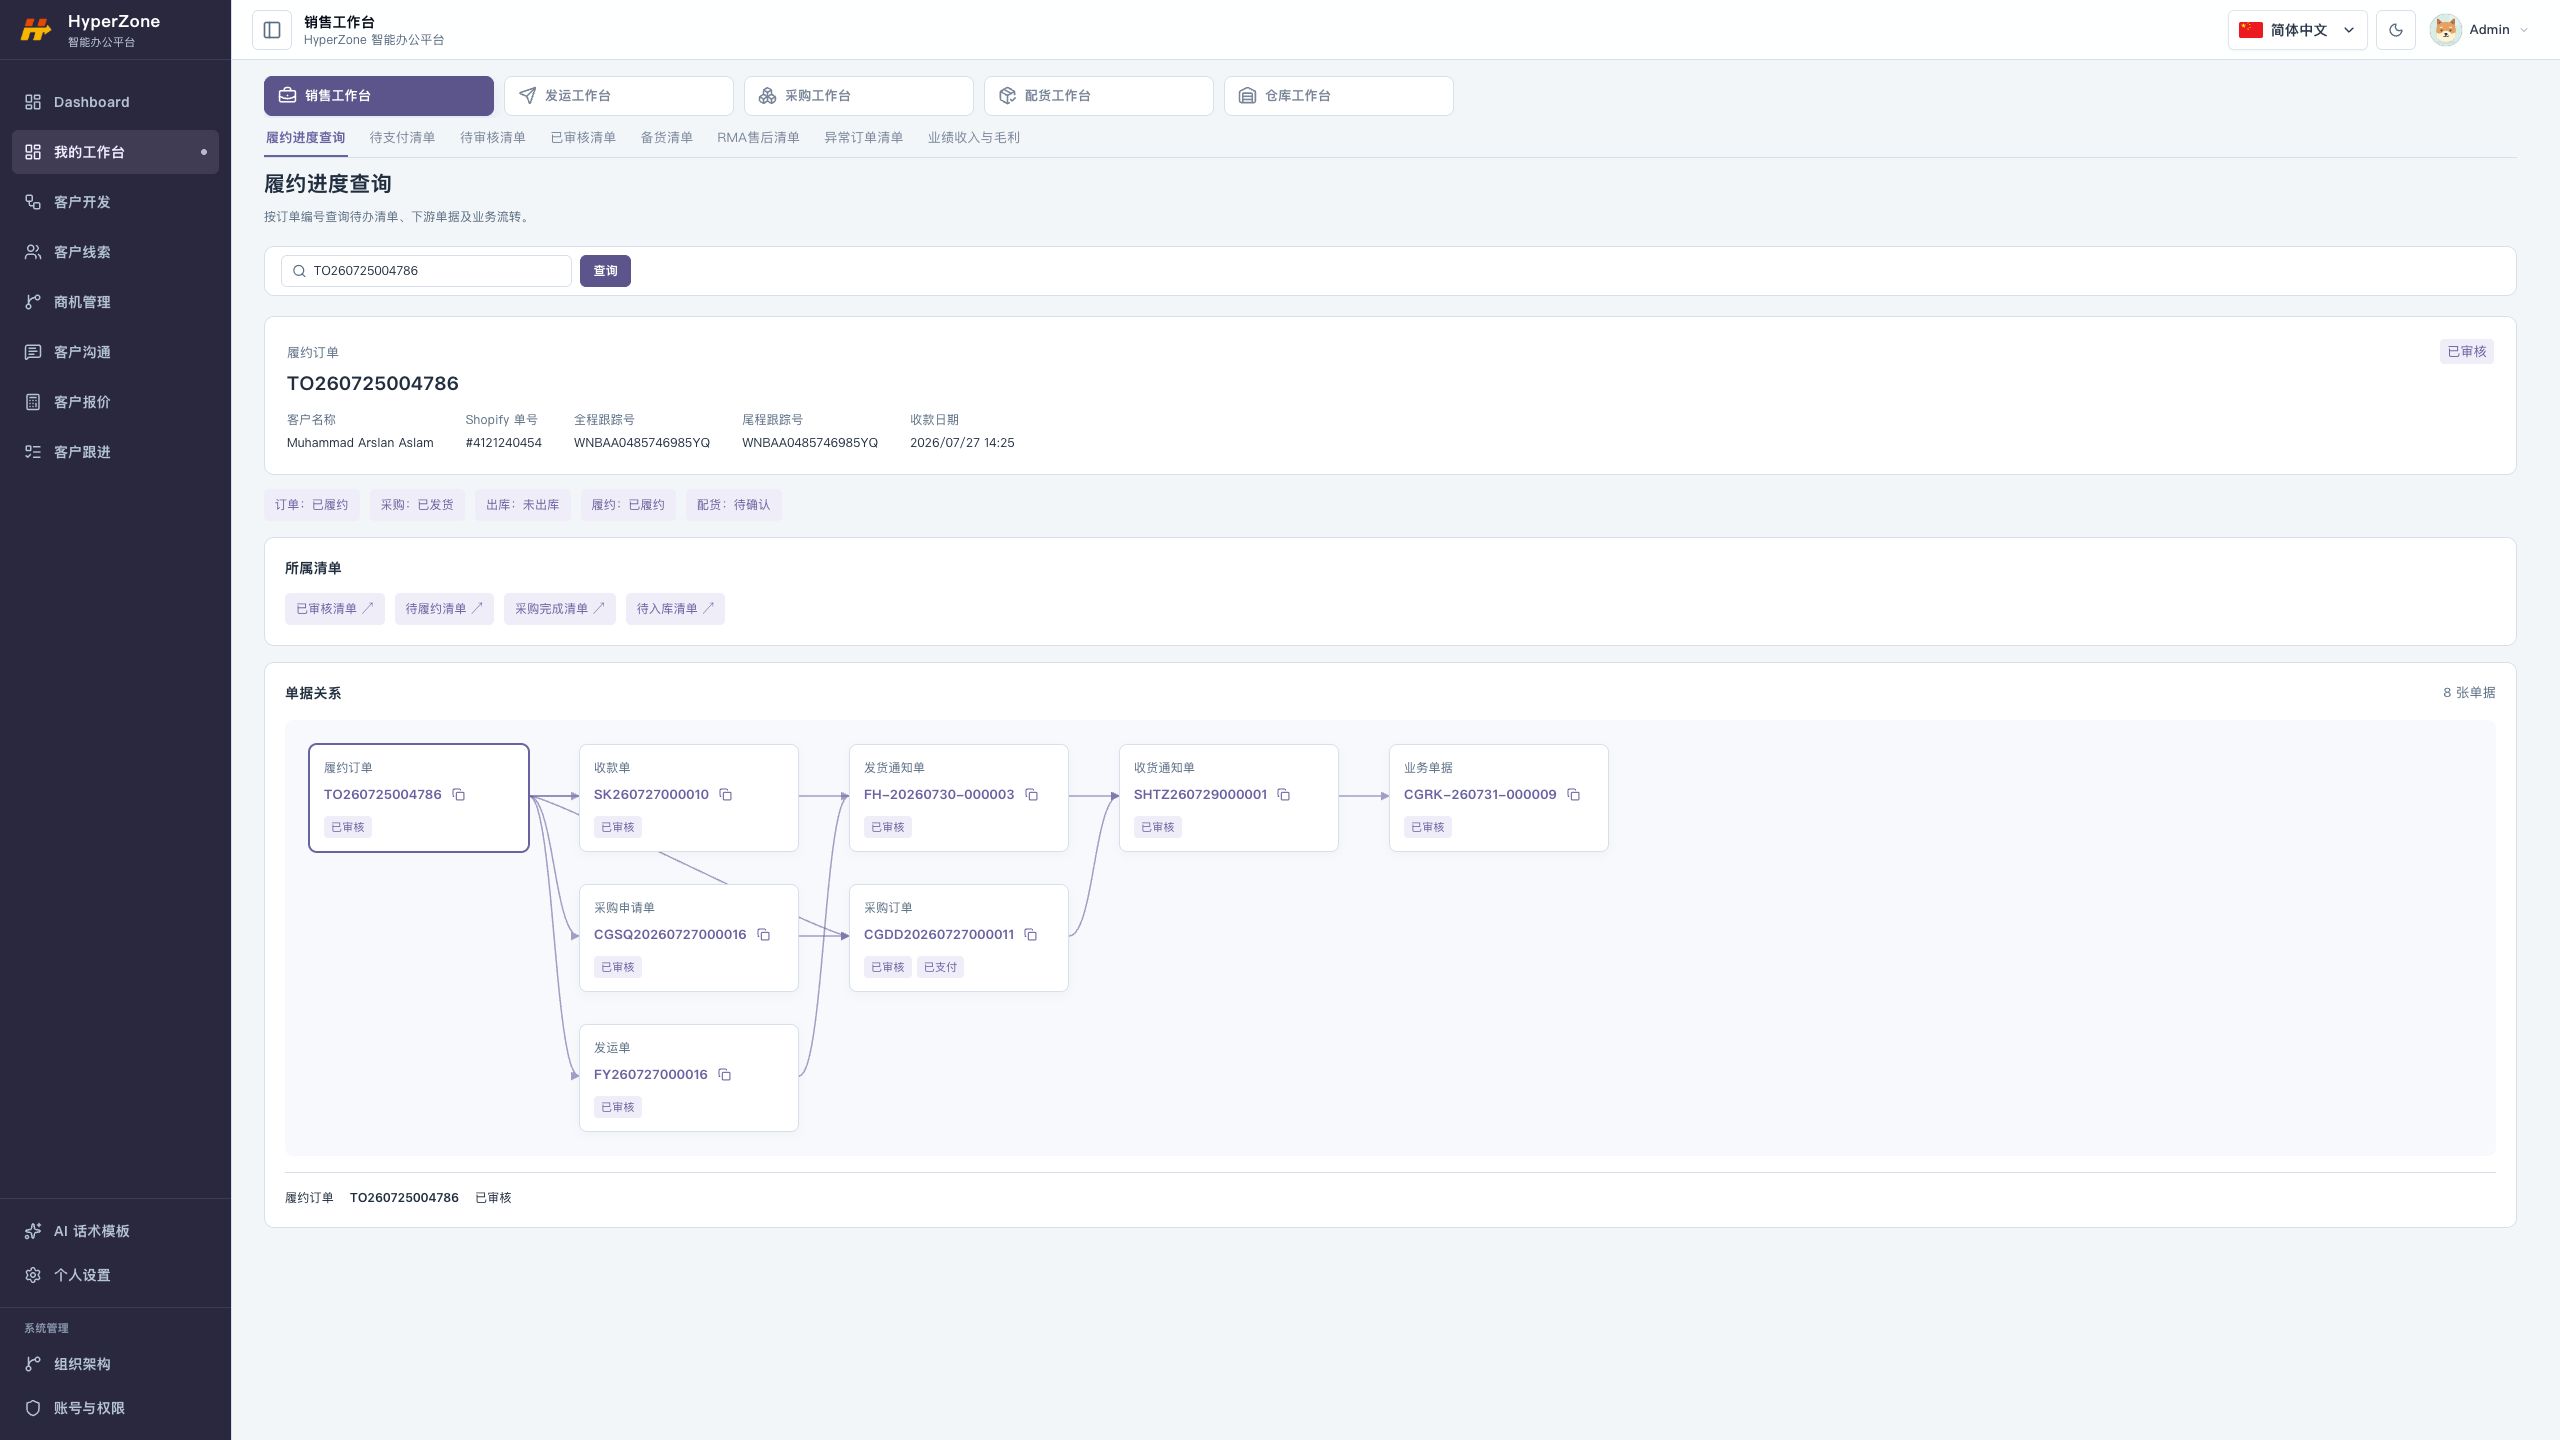 HyperZone
智能办公平台
Dashboard
我的工作台
客户开发
客户线索
商机管理
客户沟通
客户报价
客户跟进
AI 话术模板
个人设置
系统管理
组织架构
账号与权限
销售工作台
HyperZone 智能办公平台
简体中文
Admin
销售工作台
发运工作台
采购工作台
配货工作台
仓库工作台
履约进度查询
待支付清单
待审核清单
已审核清单
备货清单
RMA售后清单
异常订单清单
业绩收入与毛利
履约进度查询
按订单编号查询待办清单、下游单据及业务流转。
TO260725004786
查询
履约订单
已审核
TO260725004786
客户名称
Shopify 单号
全程跟踪号
尾程跟踪号
收款日期
Muhammad Arslan Aslam
#4121240454
WNBAA0485746985YQ
WNBAA0485746985YQ
2026/07/27 14:25
订单：已履约
采购：已发货
出库：未出库
履约：已履约
配货：待确认
所属清单
已审核清单 ↗
待履约清单 ↗
采购完成清单 ↗
待入库清单 ↗
单据关系
8 张单据
履约订单
TO260725004786
已审核
收款单
SK260727000010
已审核
发货通知单
FH-20260730-000003
已审核
收货通知单
SHTZ260729000001
已审核
业务单据
CGRK-260731-000009
已审核
采购申请单
CGSQ20260727000016
已审核
采购订单
CGDD20260727000011
已审核 已支付
发运单
FY260727000016
已审核
履约订单 TO260725004786 已审核